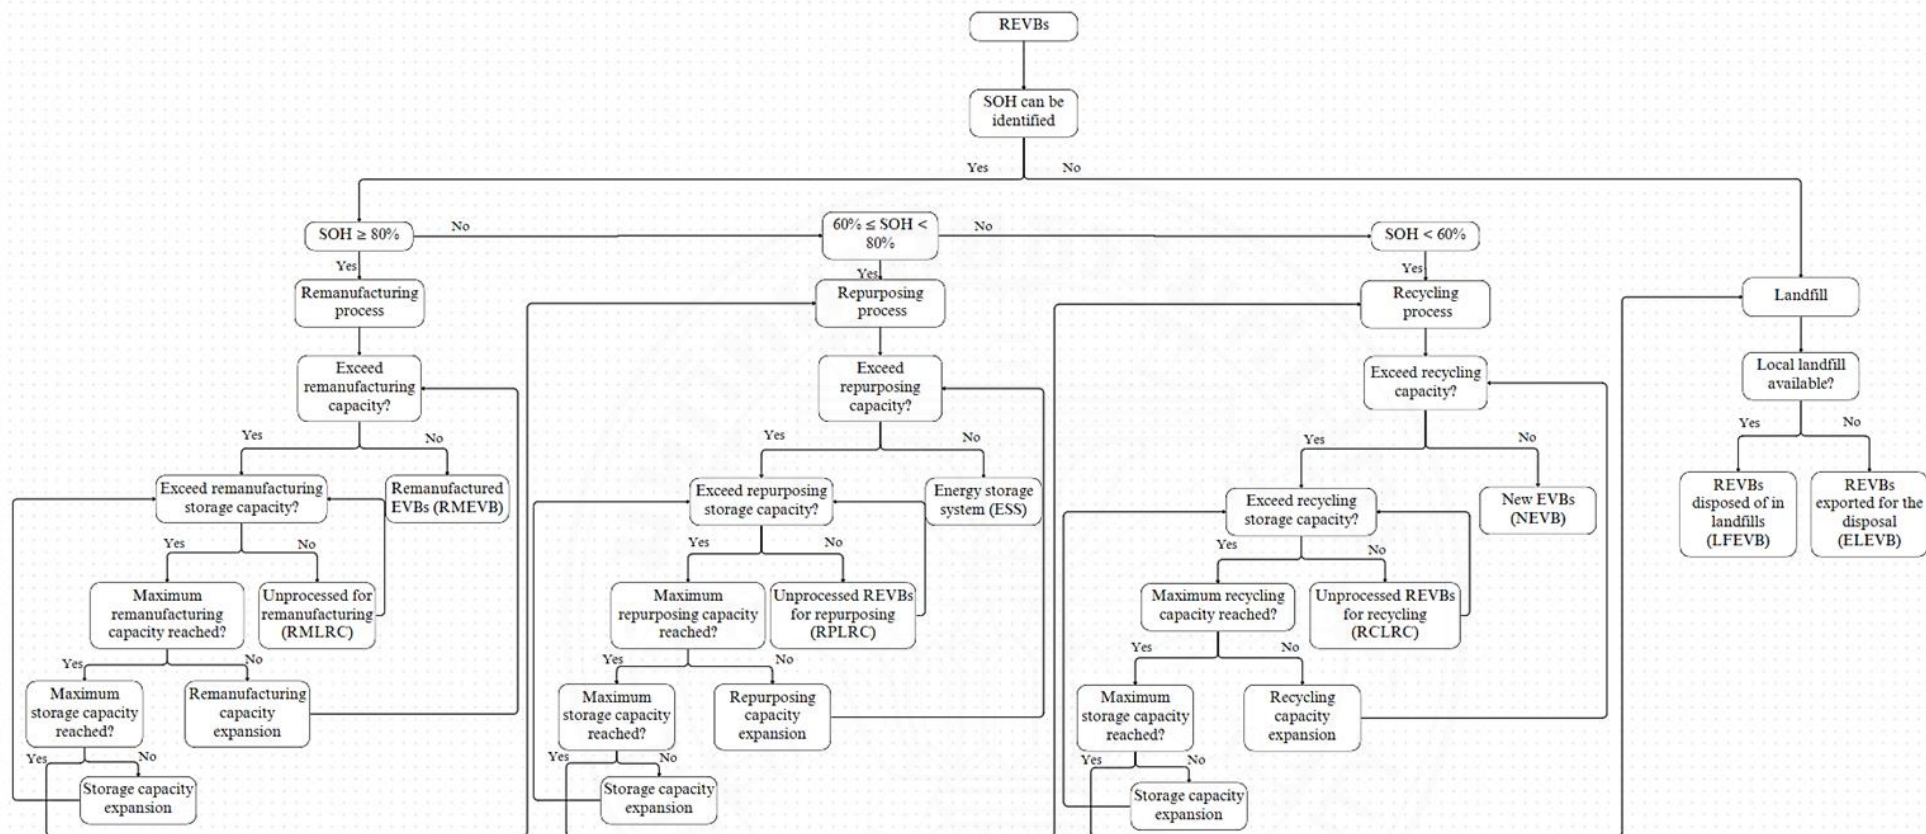 REVBs
SOH can be
identified
Yes
No
SOH ≥ 80%
No
60% ≤ SOH <
80%
No
SOH < 60%
Yes
Yes
Yes
Remanufacturing
process
Repurposing
process
Recycling
process
Landfill
Exceed
remanufacturing
capacity?
Exceed
repurposing
capacity?
Exceed recycling
capacity?
Local landfill
available?
Yes
No
Yes
No
Yes
No
Yes
No
Exceed remanufacturing
storage capacity?
Remanufactured
EVBs (RMEVB)
Exceed repurposing
storage capacity?
Energy storage
system (ESS)
Exceed recycling
storage capacity?
New EVBs
(NEVB)
REVBs
disposed of in
landfills
(LFEVB)
REVBs
exported for the
disposal
(ELEVB)
Yes
No
Yes
No
Yes
No
Maximum
remanufacturing
capacity reached?
Unprocessed for
remanufacturing
(RMLRC)
Maximum
repurposing capacity
reached?
Unprocessed REVBs
for repurposing
(RPLRC)
Maximum recycling
capacity reached?
Unprocessed REVBs
for recycling
(RCLRC)
Yes
No
Yes
No
Yes
No
Maximum
storage capacity
reached?
Remanufacturing
capacity
expansion
Maximum
storage capacity
reached?
Repurposing
capacity
expansion
Maximum
storage capacity
reached?
Recycling
capacity
expansion
Yes
No
Yes
No
Yes
No
Storage capacity
expansion
Storage capacity
expansion
Storage capacity
expansion